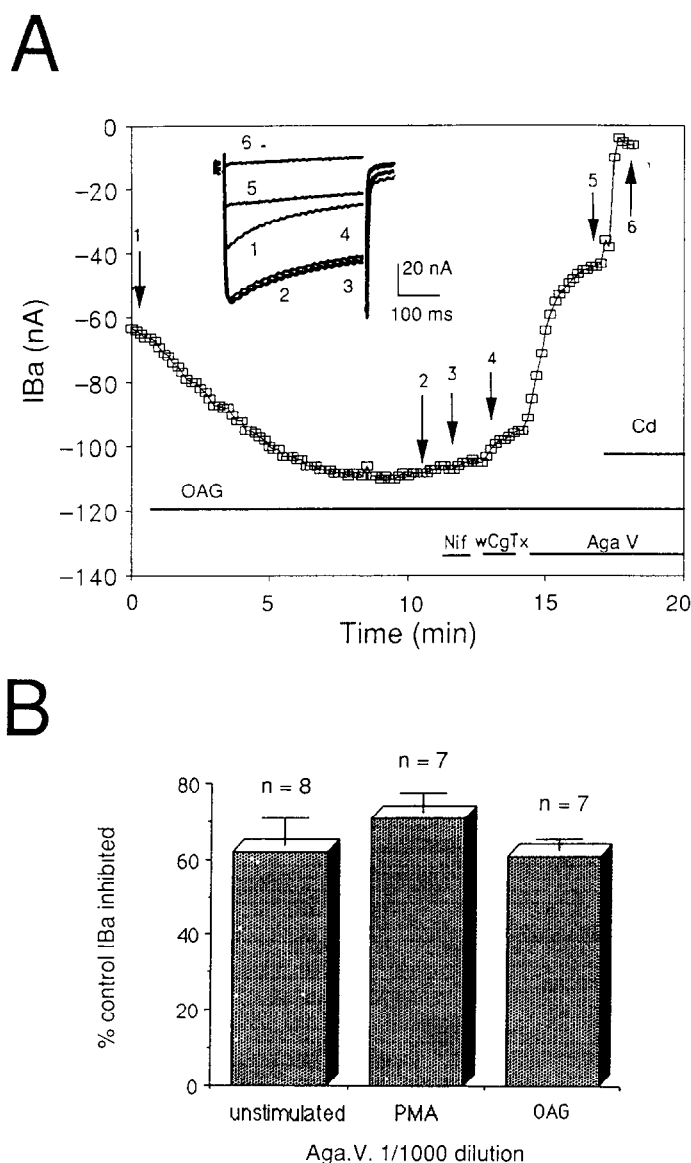 A
0
-20
-40
-60
-80
-100
-120
-140
IBa (nA)
0 5 10 15 20
Time (min)
6
5
1
4
2
3
20 nA
100 ms
1
2
3
4
5
6
Cd
OAG
Nif wCgTx Aga V
B
80
60
40
20
0
% control IBa inhibited
n = 8
n = 7
n = 7
unstimulated PMA OAG
Aga.V. 1/1000 dilution